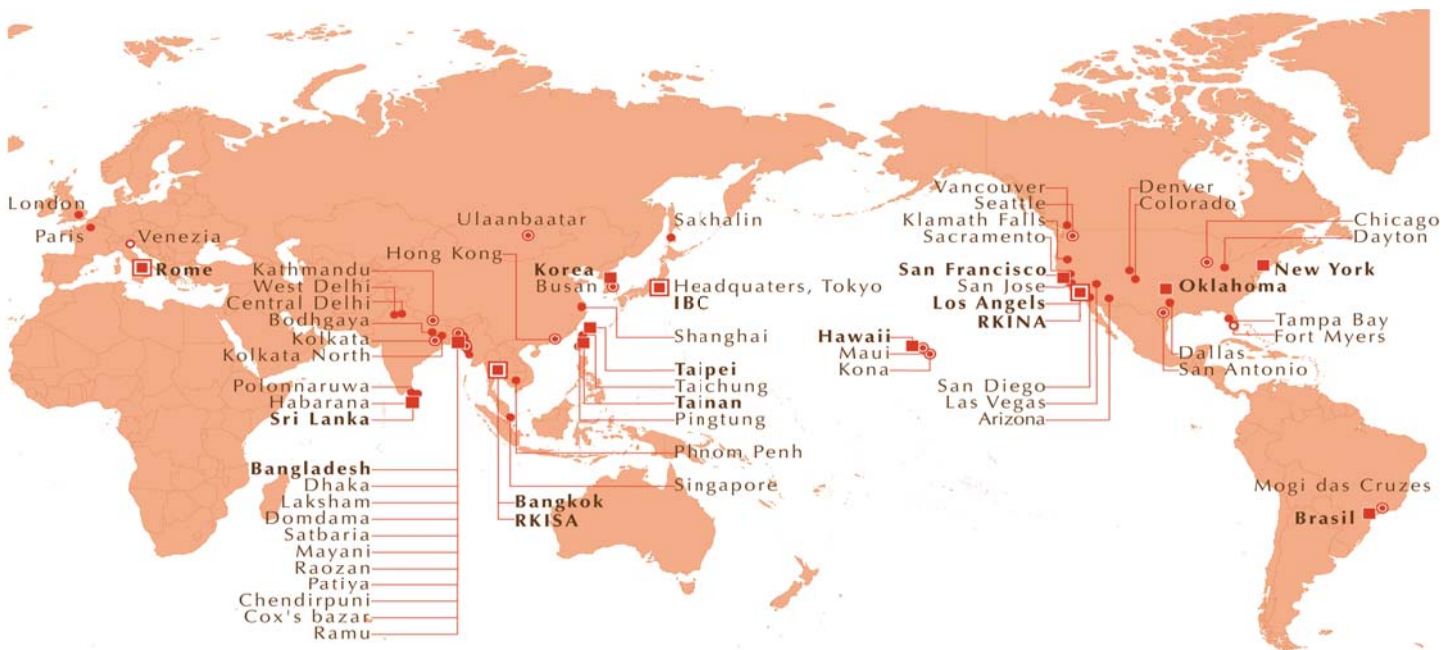 London
Paris
Venezia
Rome
Ulaanbaatar
Hong Kong
Sakhalin
Korea
Busan
Headquaters, Tokyo
IBC
Shanghai
Kathmandu
West Delhi
Central Delhi
Bodhgaya
Kolkata
Kolkata North
Polonnaruwa
Habarana
Sri Lanka
Taipei
Taichung
Tainan
Pingtung
Phnom Penh
Singapore
Bangkok
RKISA
Bangladesh
Dhaka
Laksham
Domdama
Satbaria
Mayani
Raozan
Patiya
Chendirpuni
Cox's bazar
Ramu
Vancouver
Seattle
Klamath Falls
Sacramento
San Francisco
San Jose
Los Angels
RKINA
Hawaii
Maui
Kona
San Diego
Las Vegas
Arizona
Denver
Colorado
Chicago
Dayton
New York
Oklahoma
Tampa Bay
Fort Myers
Dallas
San Antonio
Mogi das Cruzes
Brasil